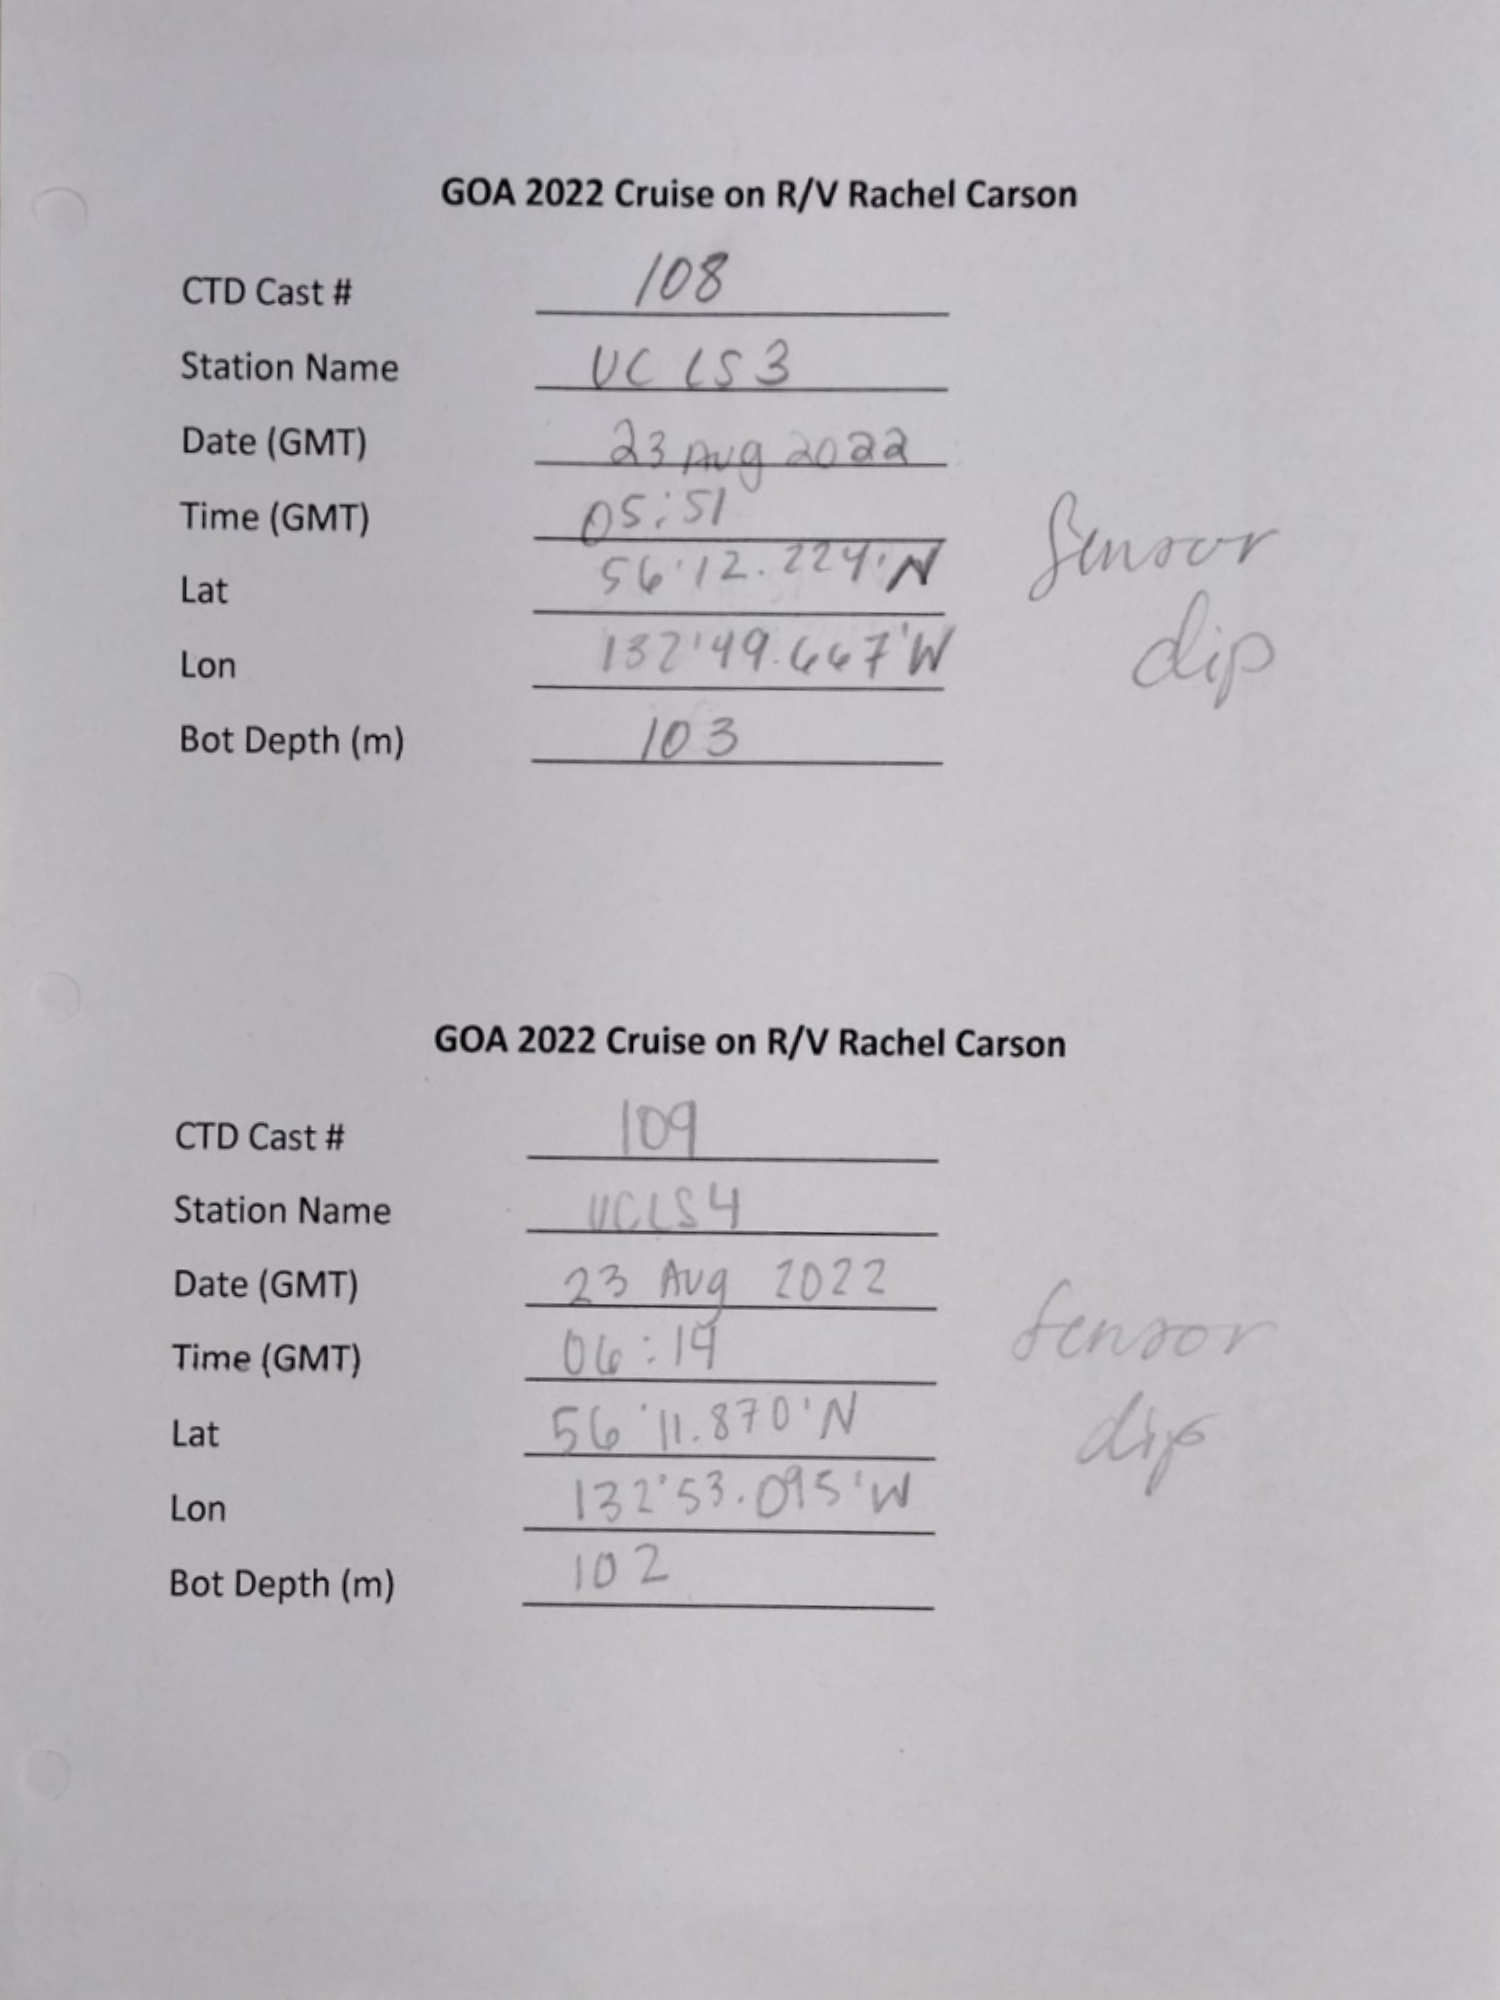 GOA 2022 Cruise on R/V Rachel Carson
CTD Cast # 108
Station Name UC LS3
Date (GMT) 23 Aug 2022
Time (GMT) 05:51
Lat 56°12.224'N
Lon 132°49.667'W
Bot Depth (m) 103
Sensor
dip
GOA 2022 Cruise on R/V Rachel Carson
CTD Cast # 109
Station Name UCLS4
Date (GMT) 23 Aug 2022
Time (GMT) 06:19
Lat 56°11.870'N
Lon 132°53.095'W
Bot Depth (m) 102
Sensor
dip